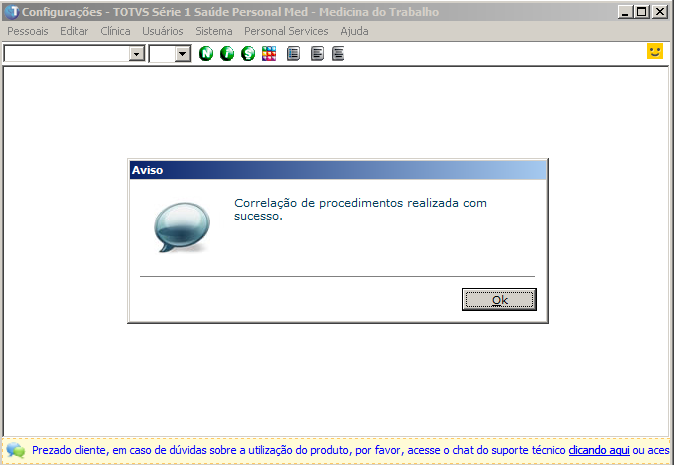 Configurações - TOTVS Série 1 Saúde Personal Med - Medicina do Trabalho
Pessoais Editar Clínica Usuários Sistema Personal Services Ajuda
N I S
Aviso
Correlação de procedimentos realizada com
sucesso.
Ok
Prezado cliente, em caso de dúvidas sobre a utilização do produto, por favor, acesse o chat do suporte técnico clicando aqui ou aces